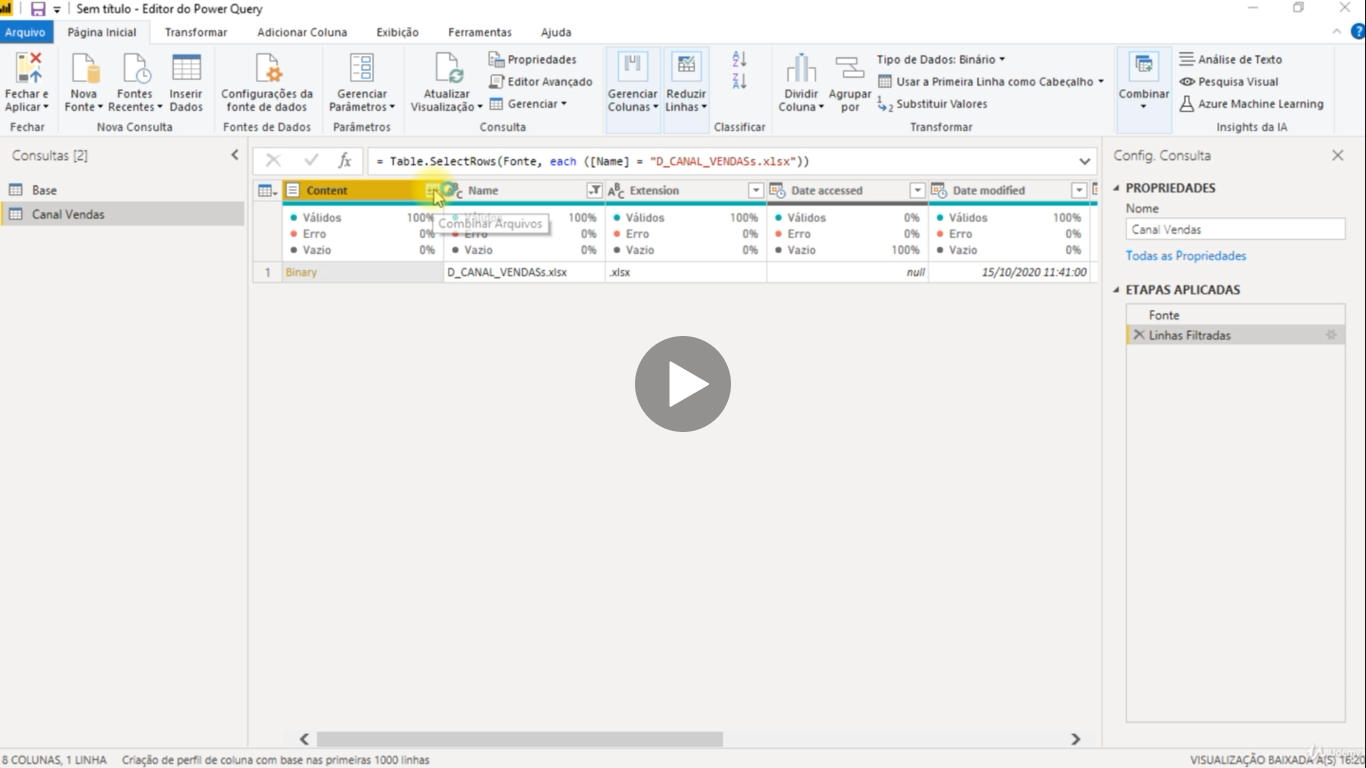 Sem título - Editor do Power Query
Arquivo Página Inicial Transformar Adicionar Coluna Exibição Ferramentas Ajuda
Fechar e Aplicar
Fechar
Nova Fonte
Fontes Recentes
Inserir Dados
Nova Consulta
Configurações da fonte de dados
Fontes de Dados
Gerenciar Parâmetros
Parâmetros
Atualizar Visualização
Propriedades
Editor Avançado
Gerenciar
Consulta
Gerenciar Colunas
Reduzir Linhas
Classificar
Dividir Coluna
Agrupar por
Tipo de Dados: Binário
Usar a Primeira Linha como Cabeçalho
Substituir Valores
Transformar
Combinar
Análise de Texto
Pesquisa Visual
Azure Machine Learning
Insights da IA
Consultas [2]
Base
Canal Vendas
fx = Table.SelectRows(Fonte, each ([Name] = "D_CANAL_VENDASs.xlsx"))
Content Name Extension Date accessed Date modified
Válidos 100% Válidos 100% Válidos 100% Válidos 0% Válidos 100%
Combinar Arquivos
Erro 0% Erro 0% Erro 0% Erro 0% Erro 0%
Vazio 0% Vazio 0% Vazio 0% Vazio 100% Vazio 0%
1 Binary D_CANAL_VENDASs.xlsx .xlsx null 15/10/2020 11:41:00
Config. Consulta
PROPRIEDADES
Nome
Canal Vendas
Todas as Propriedades
ETAPAS APLICADAS
Fonte
Linhas Filtradas
8 COLUNAS, 1 LINHA Criação de perfil de coluna com base nas primeiras 1000 linhas
VISUALIZAÇÃO BAIXADA A(S) 16:20